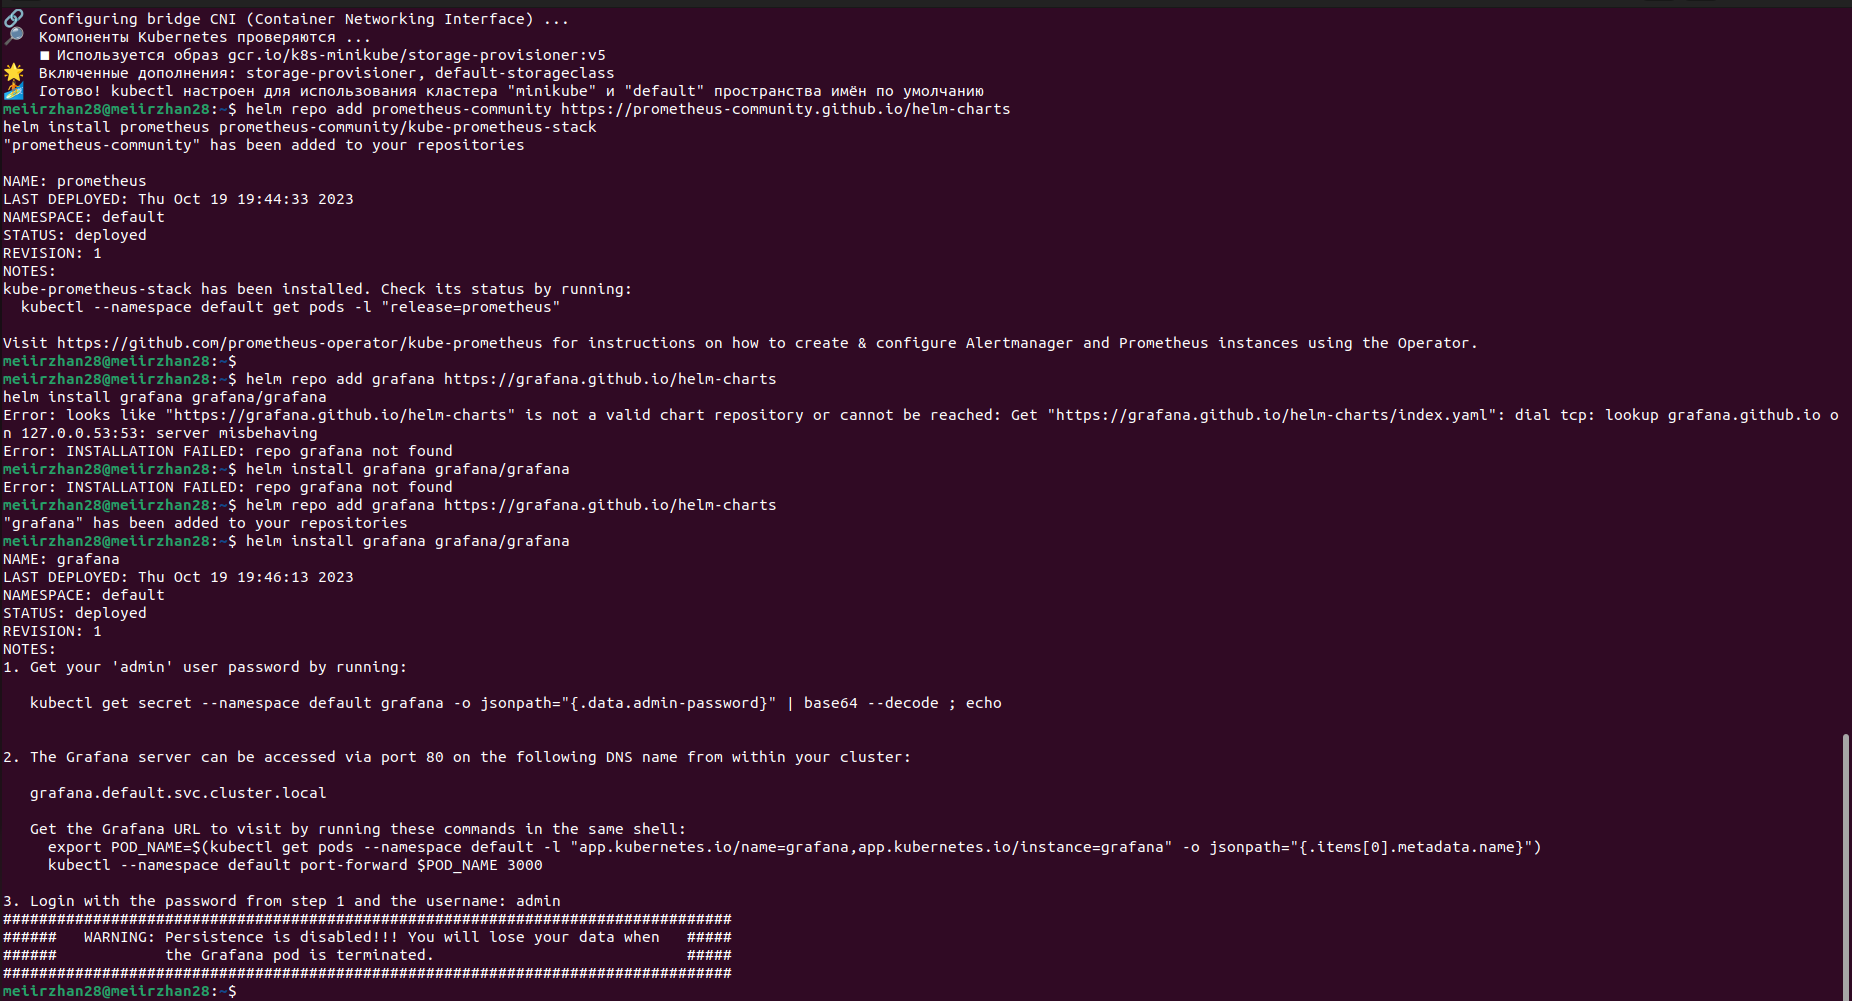 Configuring bridge CNI (Container Networking Interface) ...
Компоненты Kubernetes проверяются ...
■ Используется образ gcr.io/k8s-minikube/storage-provisioner:v5
Включенные дополнения: storage-provisioner, default-storageclass
Готово! kubectl настроен для использования кластера "minikube" и "default" пространства имён по умолчанию
meiirzhan28@meiirzhan28:~$ helm repo add prometheus-community https://prometheus-community.github.io/helm-charts
helm install prometheus prometheus-community/kube-prometheus-stack
"prometheus-community" has been added to your repositories
NAME: prometheus
LAST DEPLOYED: Thu Oct 19 19:44:33 2023
NAMESPACE: default
STATUS: deployed
REVISION: 1
NOTES:
kube-prometheus-stack has been installed. Check its status by running:
kubectl --namespace default get pods -l "release=prometheus"
Visit https://github.com/prometheus-operator/kube-prometheus for instructions on how to create & configure Alertmanager and Prometheus instances using the Operator.
meiirzhan28@meiirzhan28:~$
meiirzhan28@meiirzhan28:~$ helm repo add grafana https://grafana.github.io/helm-charts
helm install grafana grafana/grafana
Error: looks like "https://grafana.github.io/helm-charts" is not a valid chart repository or cannot be reached: Get "https://grafana.github.io/helm-charts/index.yaml": dial tcp: lookup grafana.github.io o
n 127.0.0.53:53: server misbehaving
Error: INSTALLATION FAILED: repo grafana not found
meiirzhan28@meiirzhan28:~$ helm install grafana grafana/grafana
Error: INSTALLATION FAILED: repo grafana not found
meiirzhan28@meiirzhan28:~$ helm repo add grafana https://grafana.github.io/helm-charts
"grafana" has been added to your repositories
meiirzhan28@meiirzhan28:~$ helm install grafana grafana/grafana
NAME: grafana
LAST DEPLOYED: Thu Oct 19 19:46:13 2023
NAMESPACE: default
STATUS: deployed
REVISION: 1
NOTES:
1. Get your 'admin' user password by running:
kubectl get secret --namespace default grafana -o jsonpath="{.data.admin-password}" | base64 --decode ; echo
2. The Grafana server can be accessed via port 80 on the following DNS name from within your cluster:
grafana.default.svc.cluster.local
Get the Grafana URL to visit by running these commands in the same shell:
export POD_NAME=$(kubectl get pods --namespace default -l "app.kubernetes.io/name=grafana,app.kubernetes.io/instance=grafana" -o jsonpath="{.items[0].metadata.name}")
kubectl --namespace default port-forward $POD_NAME 3000
3. Login with the password from step 1 and the username: admin
#################################################################################
######   WARNING: Persistence is disabled!!! You will lose your data when   #####
######            the Grafana pod is terminated.                            #####
#################################################################################
meiirzhan28@meiirzhan28:~$